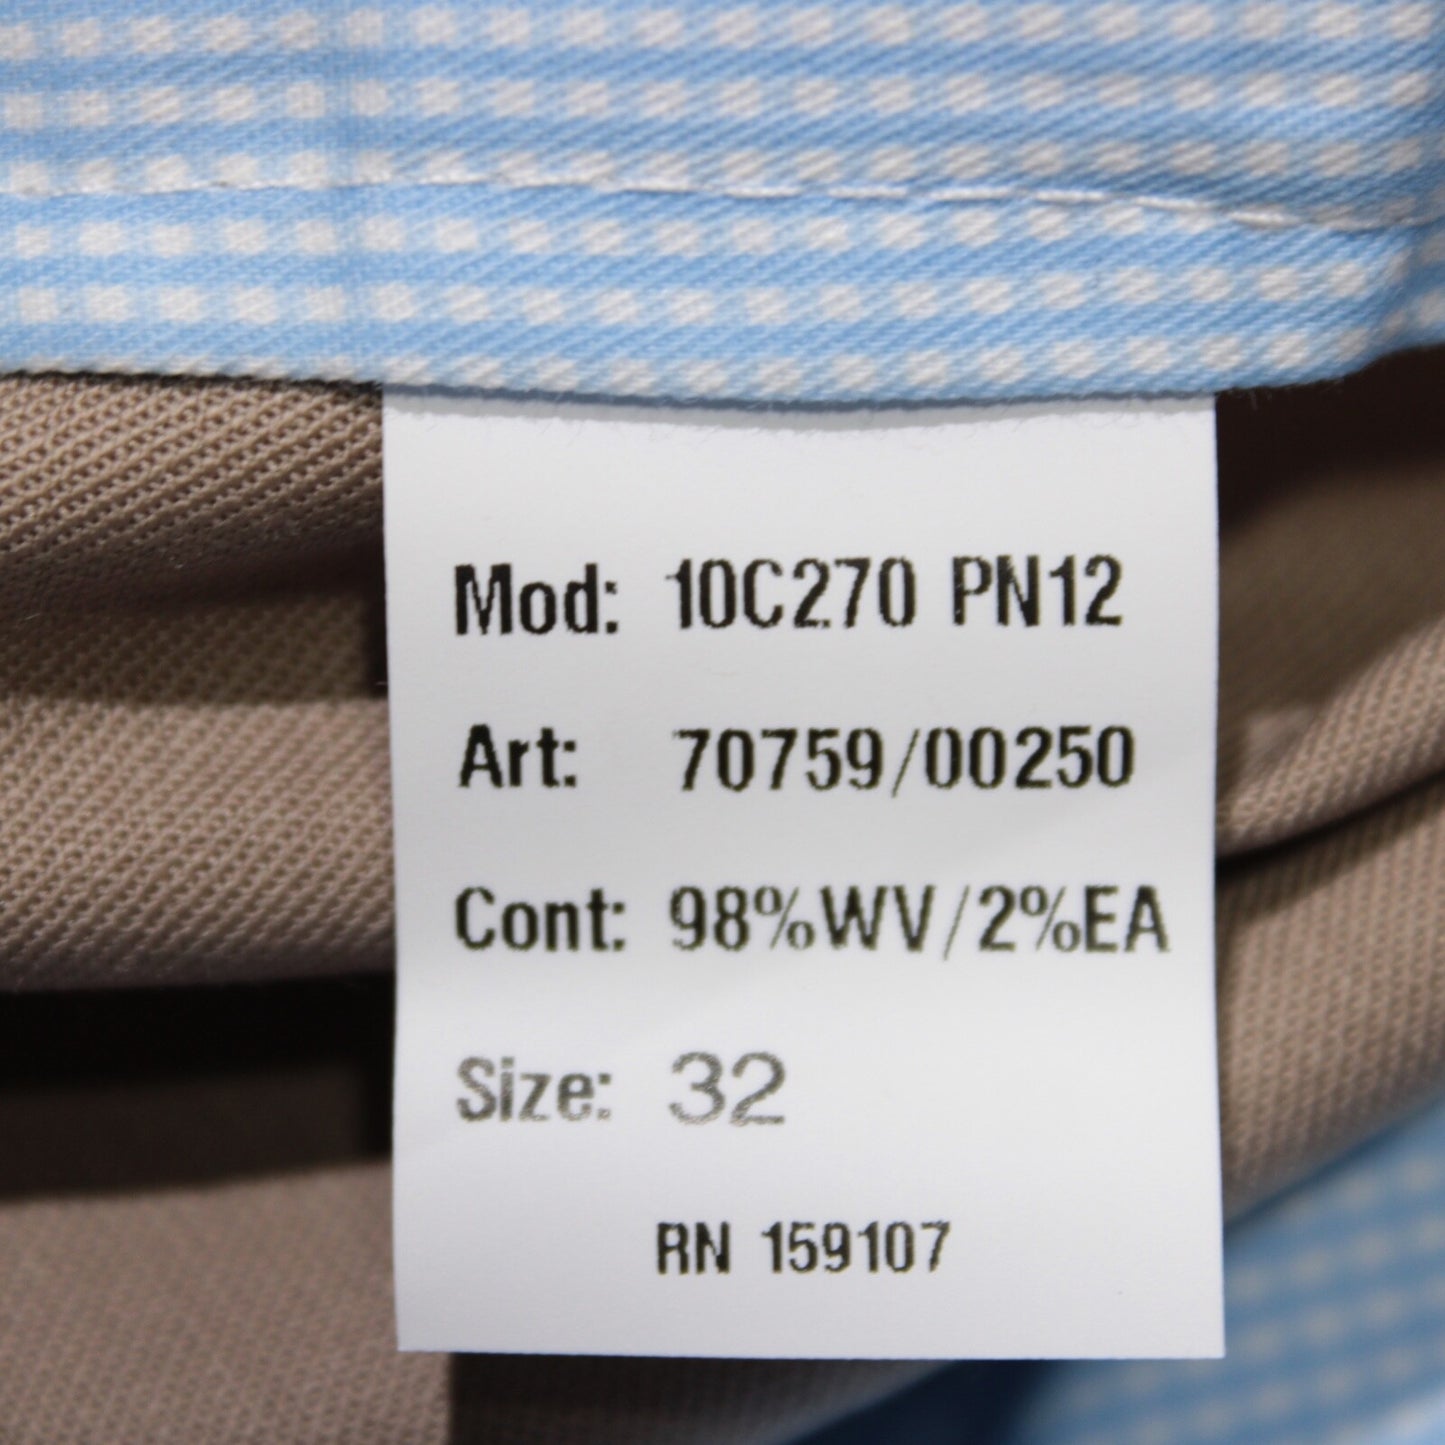 Mod: 10C270 PN12
Art: 70759/00250
Cont: 98%WV/2%EA
Size: 32
RN 159107